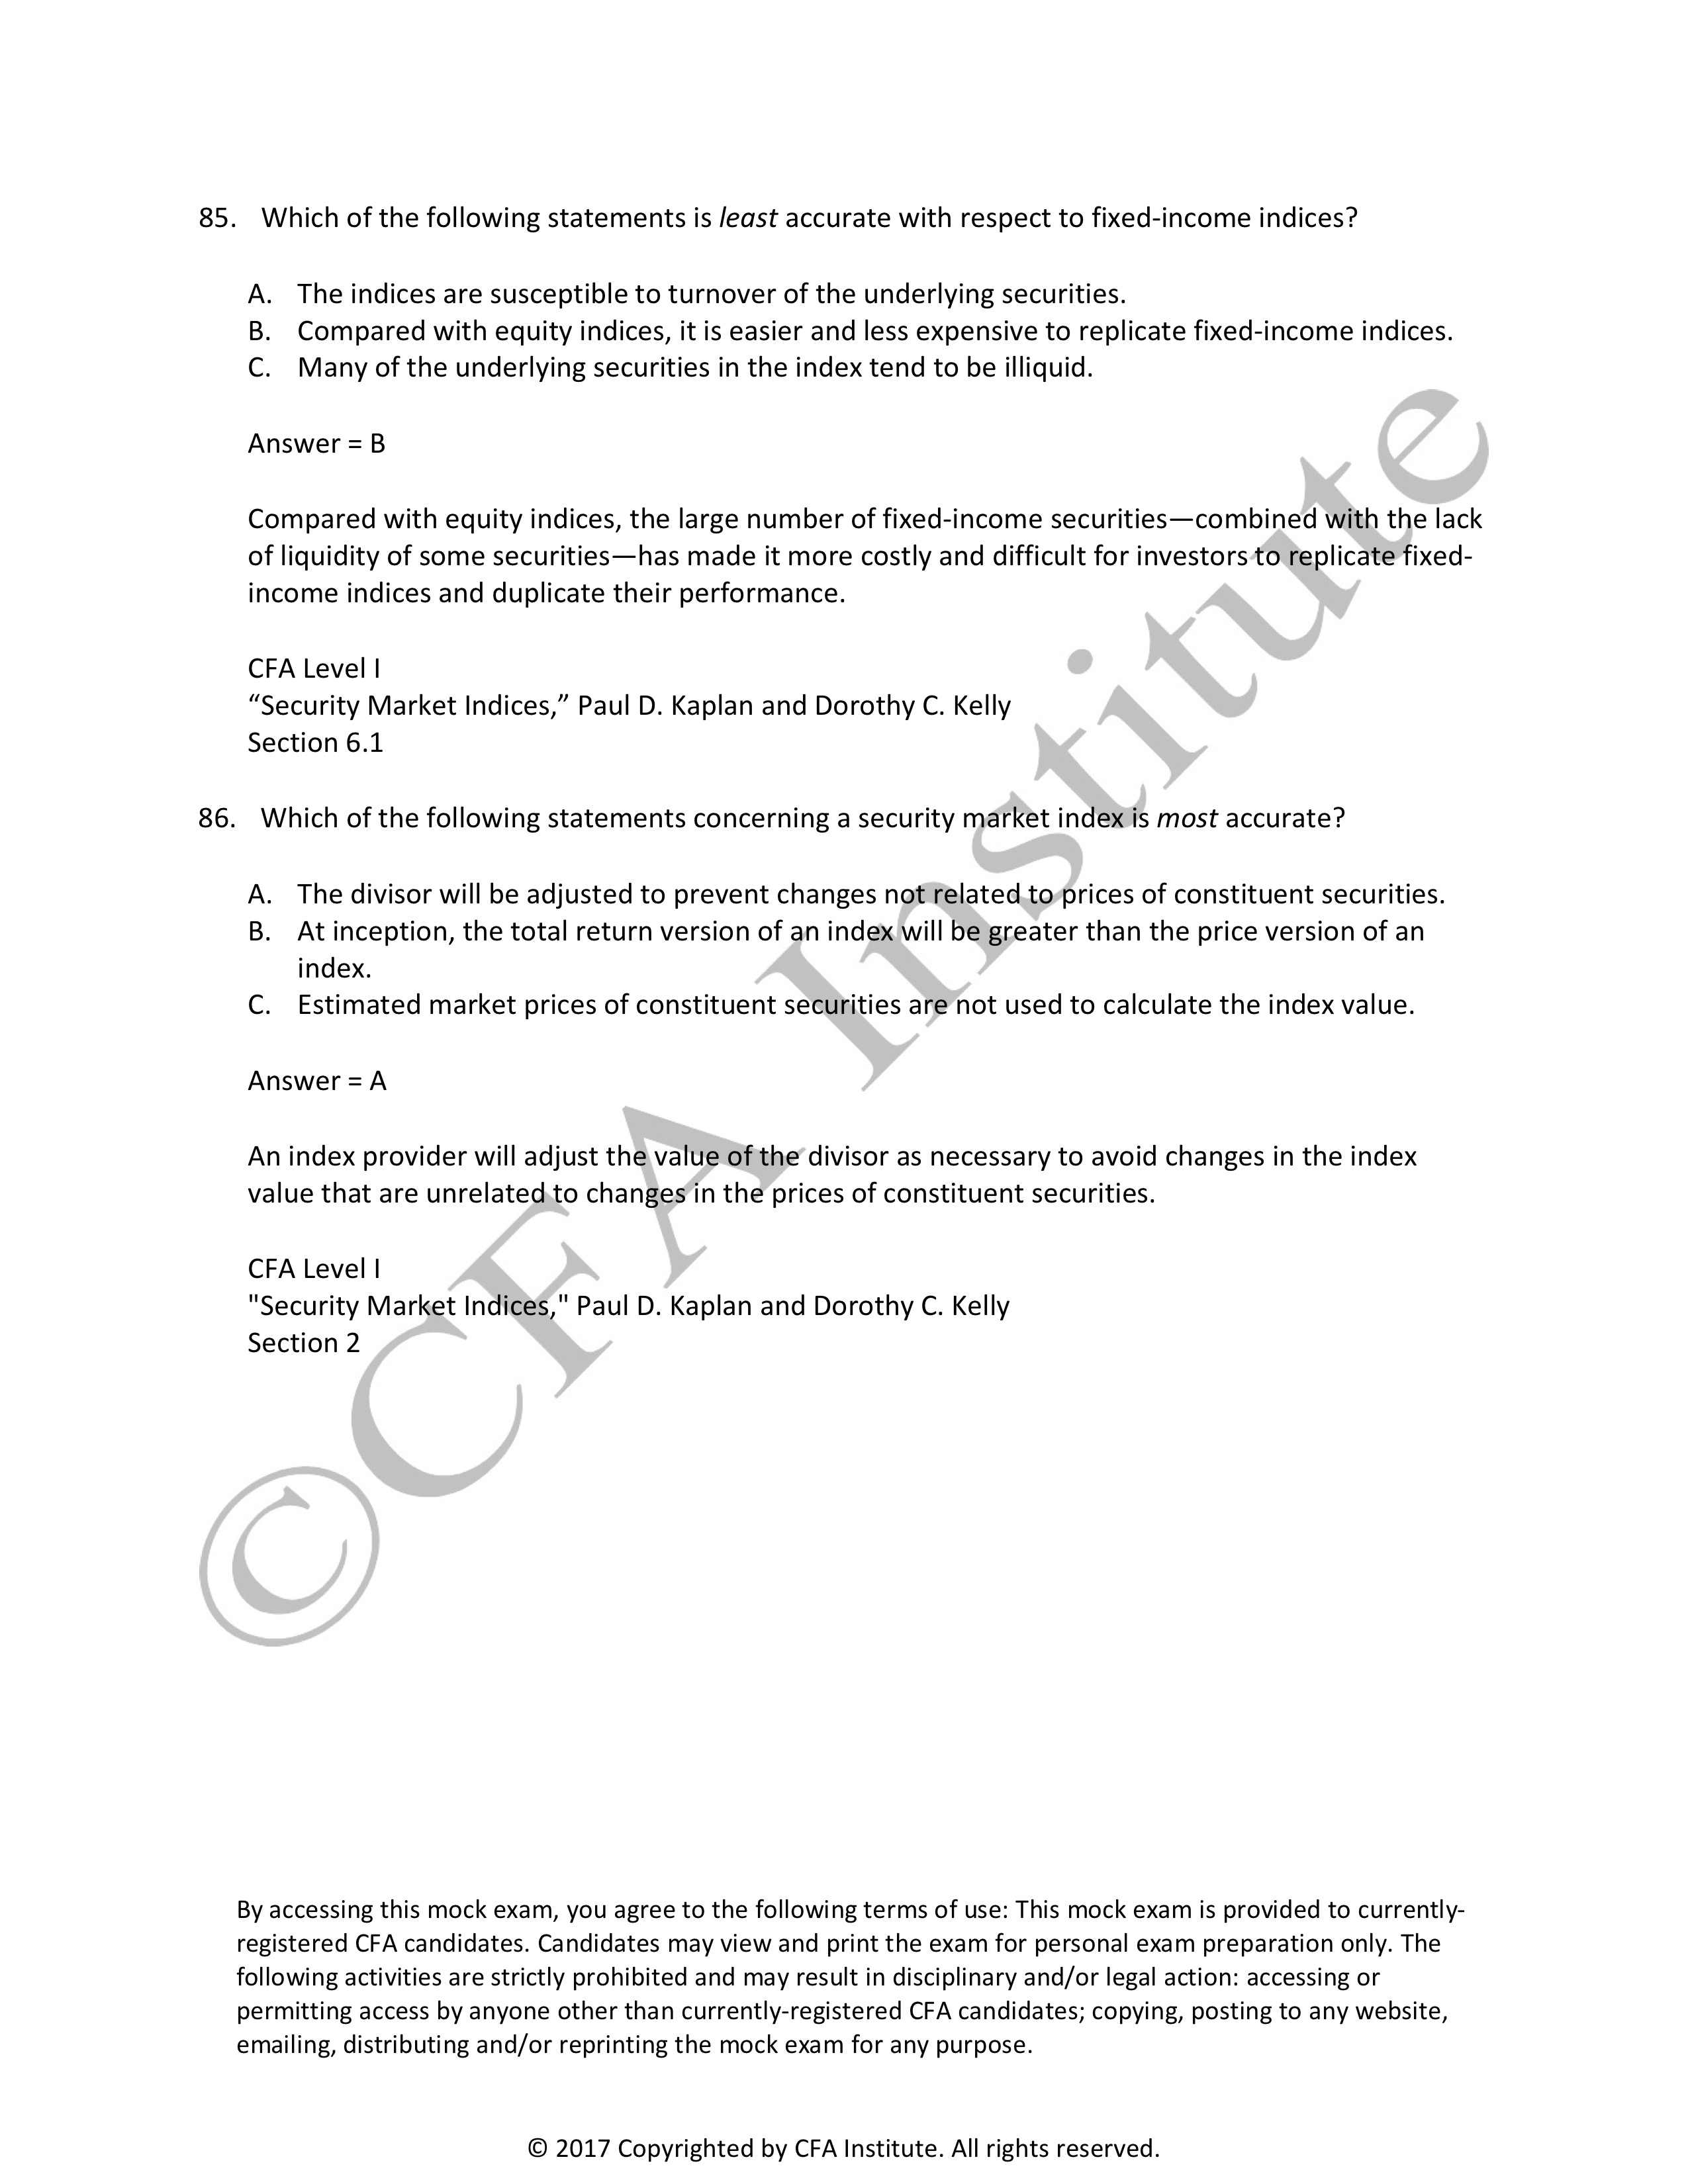 85. Which of the following statements is least accurate with respect to fixed-income indices?
A. The indices are susceptible to turnover of the underlying securities.
B. Compared with equity indices, it is easier and less expensive to replicate fixed-income indices.
C. Many of the underlying securities in the index tend to be illiquid.
Answer = B
Compared with equity indices, the large number of fixed-income securities—combined with the lack
of liquidity of some securities—has made it more costly and difficult for investors to replicate fixed-
income indices and duplicate their performance.
CFA Level I
“Security Market Indices,” Paul D. Kaplan and Dorothy C. Kelly
Section 6.1
86. Which of the following statements concerning a security market index is most accurate?
A. The divisor will be adjusted to prevent changes not related to prices of constituent securities.
B. At inception, the total return version of an index will be greater than the price version of an
index.
C. Estimated market prices of constituent securities are not used to calculate the index value.
Answer = A
An index provider will adjust the value of the divisor as necessary to avoid changes in the index
value that are unrelated to changes in the prices of constituent securities.
CFA Level I
"Security Market Indices," Paul D. Kaplan and Dorothy C. Kelly
Section 2
©CFA Institute
By accessing this mock exam, you agree to the following terms of use: This mock exam is provided to currently-
registered CFA candidates. Candidates may view and print the exam for personal exam preparation only. The
following activities are strictly prohibited and may result in disciplinary and/or legal action: accessing or
permitting access by anyone other than currently-registered CFA candidates; copying, posting to any website,
emailing, distributing and/or reprinting the mock exam for any purpose.
© 2017 Copyrighted by CFA Institute. All rights reserved.